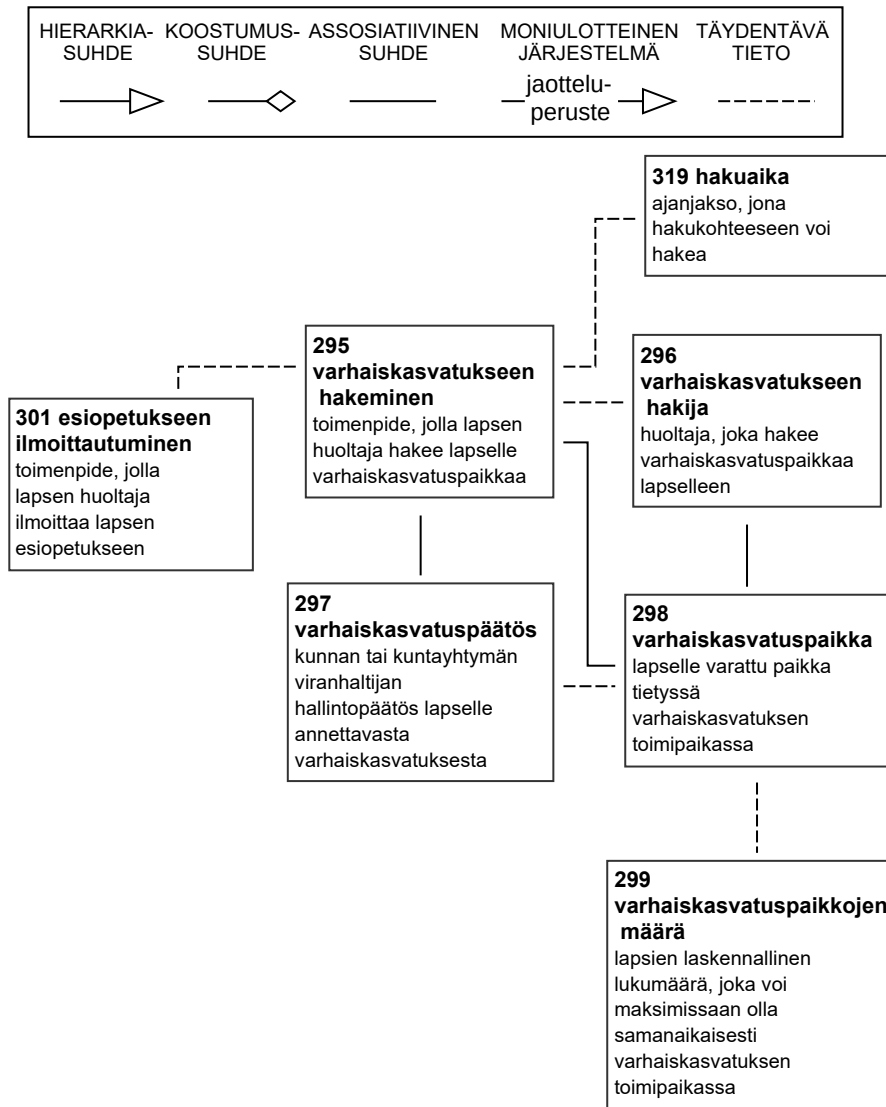 HIERARKIA-
SUHDE
KOOSTUMUS-
SUHDE
ASSOSIATIIVINEN
SUHDE
MONIULOTTEINEN
JÄRJESTELMÄ
TÄYDENTÄVÄ
TIETO
jaottelu-
peruste
319 hakuaika
ajanjakso, jona
hakukohteeseen voi
hakea
295
varhaiskasvatukseen
hakeminen
toimenpide, jolla lapsen
huoltaja hakee lapselle
varhaiskasvatuspaikkaa
296
varhaiskasvatukseen
hakija
huoltaja, joka hakee
varhaiskasvatuspaikkaa
lapselleen
301 esiopetukseen
ilmoittautuminen
toimenpide, jolla
lapsen huoltaja
ilmoittaa lapsen
esiopetukseen
297
varhaiskasvatuspäätös
kunnan tai kuntayhtymän
viranhaltijan
hallintopäätös lapselle
annettavasta
varhaiskasvatuksesta
298
varhaiskasvatuspaikka
lapselle varattu paikka
tietyssä
varhaiskasvatuksen
toimipaikassa
299
varhaiskasvatuspaikkojen
määrä
lapsien laskennallinen
lukumäärä, joka voi
maksimissaan olla
samanaikaisesti
varhaiskasvatuksen
toimipaikassa